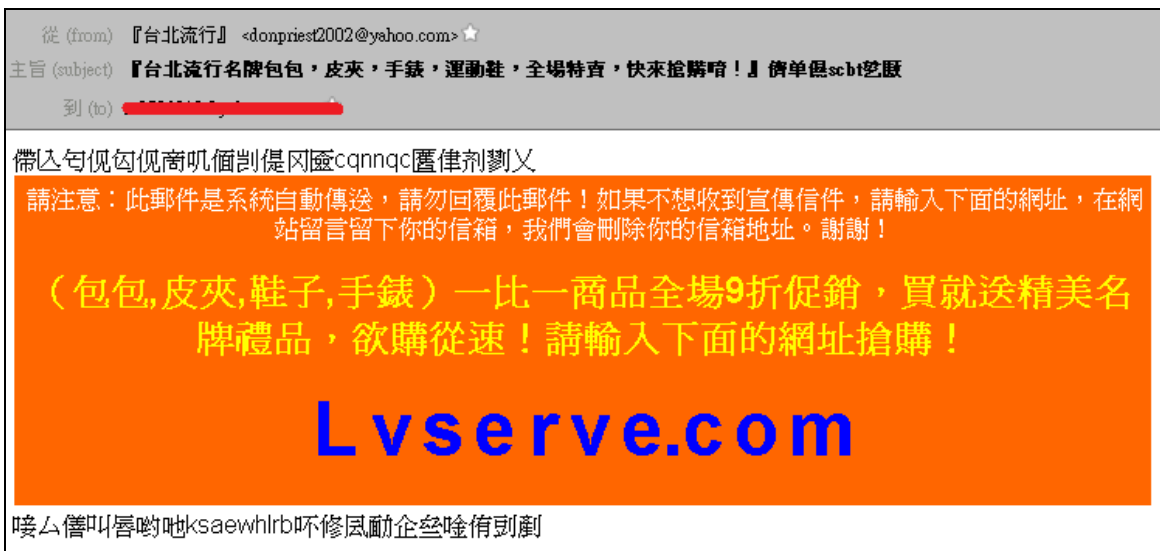 從 (from) 『台北流行』 <donpriest2002@yahoo.com>
主旨 (subject) 『台北流行名牌包包,皮夾,手錶,運動鞋,全場特賣,快來搶購唷!』 scbt
到 (to)
cqnnqc
請注意:此郵件是系統自動傳送,請勿回覆此郵件!如果不想收到宣傳信件,請輸入下面的網址,在網
站留言留下你的信箱,我們會刪除你的信箱地址。謝謝!
(包包,皮夾,鞋子,手錶)一比一商品全場9折促銷,買就送精美名
牌禮品,欲購從速!請輸入下面的網址搶購!
Lvserve.com
ksaewhlrb